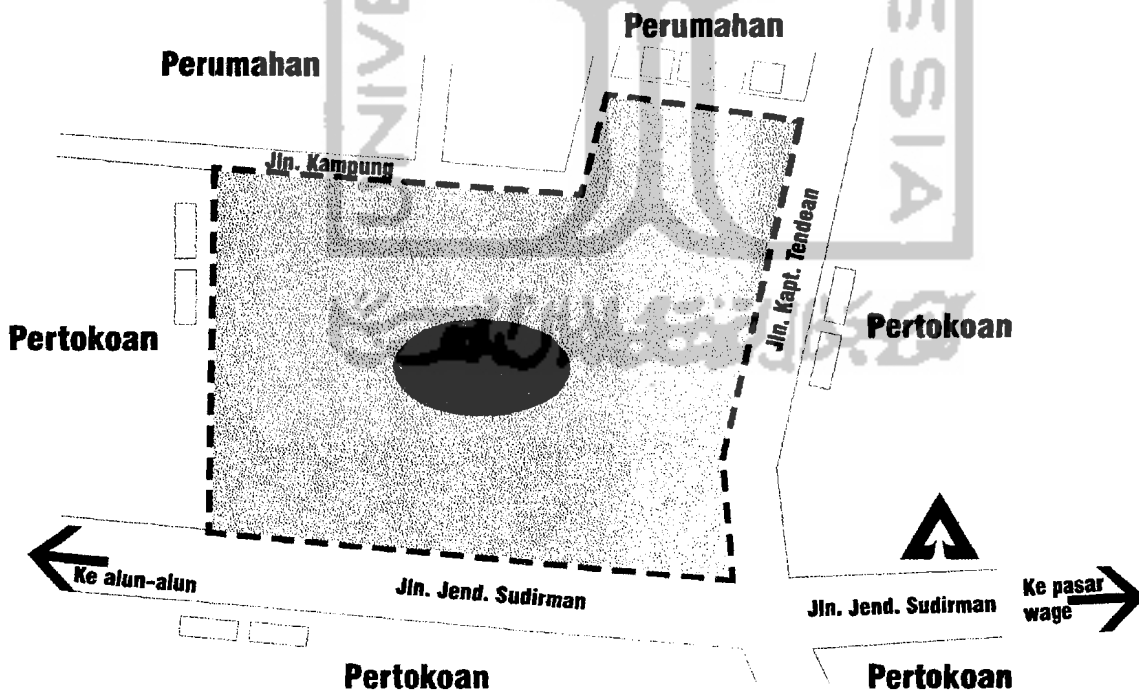 Perumahan
Perumahan
Jln. Kampung
Jln. Kapt. Tendean
Pertokoan
Pertokoan
Ke alun-alun
Jln. Jend. Sudirman
Jln. Jend. Sudirman
Ke pasar
wage
Pertokoan
Pertokoan
ESIA